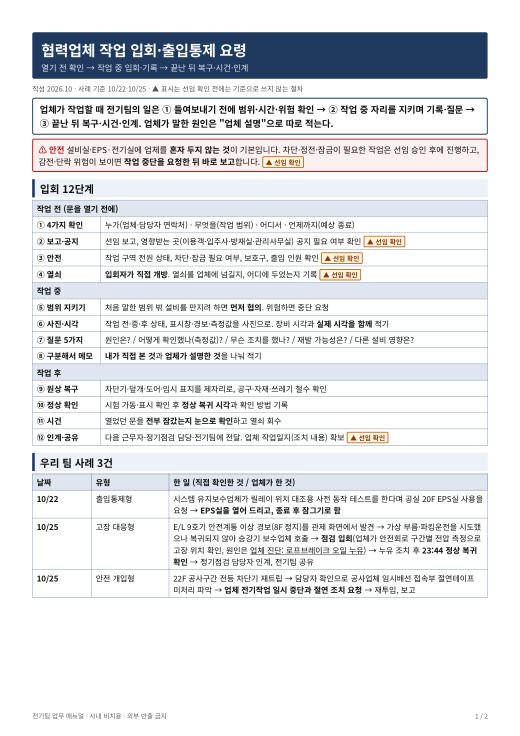 협력업체 작업 입회·출입통제 요령
열기 전 확인 → 작업 중 입회·기록 → 끝난 뒤 복구·시건·인계
작성 2026.10 · 사례 기준 10/22·10/25 · ▲ 표시는 선임 확인 전에는 기준으로 쓰지 않는 절차
업체가 작업할 때 전기팀의 일은 ① 들여보내기 전에 범위·시간·위험 확인 → ② 작업 중 자리를 지키며 기록·질문 →
③ 끝난 뒤 복구·시건·인계. 업체가 말한 원인은 "업체 설명"으로 따로 적는다.
⚠ 안전 설비실·EPS·전기실에 업체를 혼자 두지 않는 것이 기본입니다. 차단·정전·잠금이 필요한 작업은 선임 승인 후에 진행하고,
감전·단락 위험이 보이면 작업 중단을 요청한 뒤 바로 보고합니다. ▲ 선임 확인
입회 12단계
작업 전 (문을 열기 전에)
① 4가지 확인 누가(업체·담당자 연락처) · 무엇을(작업 범위) · 어디서 · 언제까지(예상 종료)
② 보고·공지 선임 보고, 영향받는 곳(이용객·입주사·방재실·관리사무실) 공지 필요 여부 확인 ▲ 선임 확인
③ 안전 작업 구역 전원 상태, 차단·잠금 필요 여부, 보호구, 출입 인원 확인 ▲ 선임 확인
④ 열쇠 입회자가 직접 개방. 열쇠를 업체에 넘길지, 어디에 두었는지 기록 ▲ 선임 확인
작업 중
⑤ 범위 지키기 처음 말한 범위 밖 설비를 만지려 하면 먼저 협의. 위험하면 중단 요청
⑥ 사진·시각 작업 전·중·후 상태, 표시창·경보·측정값을 사진으로. 장비 시각과 실제 시각을 함께 적기
⑦ 질문 5가지 원인은? / 어떻게 확인했나(측정값)? / 무슨 조치를 했나? / 재발 가능성은? / 다른 설비 영향은?
⑧ 구분해서 메모 내가 직접 본 것과 업체가 설명한 것을 나눠 적기
작업 후
⑨ 원상 복구 차단기·덮개·도어·임시 표지를 제자리로, 공구·자재·쓰레기 철수 확인
⑩ 정상 확인 시험 가동·표시 확인 후 정상 복귀 시각과 확인 방법 기록
⑪ 시건 열었던 문을 전부 잠갔는지 눈으로 확인하고 열쇠 회수
⑫ 인계·공유 다음 근무자·정기점검 담당·전기팀에 전달. 업체 작업일지(조치 내용) 확보 ▲ 선임 확인
우리 팀 사례 3건
날짜 유형 한 일 (직접 확인한 것 / 업체가 한 것)
10/22 출입통제형 시스템 유지보수업체가 릴레이 위치 대조용 사전 동작 테스트를 한다며 공실 20F EPS실 사용을
요청 → EPS실을 열어 드리고, 종료 후 잠그기로 함
10/25 고장 대응형 E/L 9호기 안전계통 이상 경보(8F 정지)를 관제 화면에서 발견 → 가상 부름·파킹운전을 시도했
으나 복귀되지 않아 승강기 보수업체 호출 → 점검 입회(업체가 안전회로 구간별 전압 측정으로
고장 위치 확인, 원인은 업체 진단: 로프브레이크 오일 누유) → 누유 조치 후 23:44 정상 복귀
확인 → 정기점검 담당자 인계, 전기팀 공유
10/25 안전 개입형 22F 공사구간 전등 차단기 재트립 → 담당자 확인으로 공사업체 임시배선 접속부 절연테이프
미처리 파악 → 업체 전기작업 일시 중단과 절연 조치 요청 → 재투입, 보고
전기팀 업무 매뉴얼 · 사내 비치용 · 외부 반출 금지
1 / 2